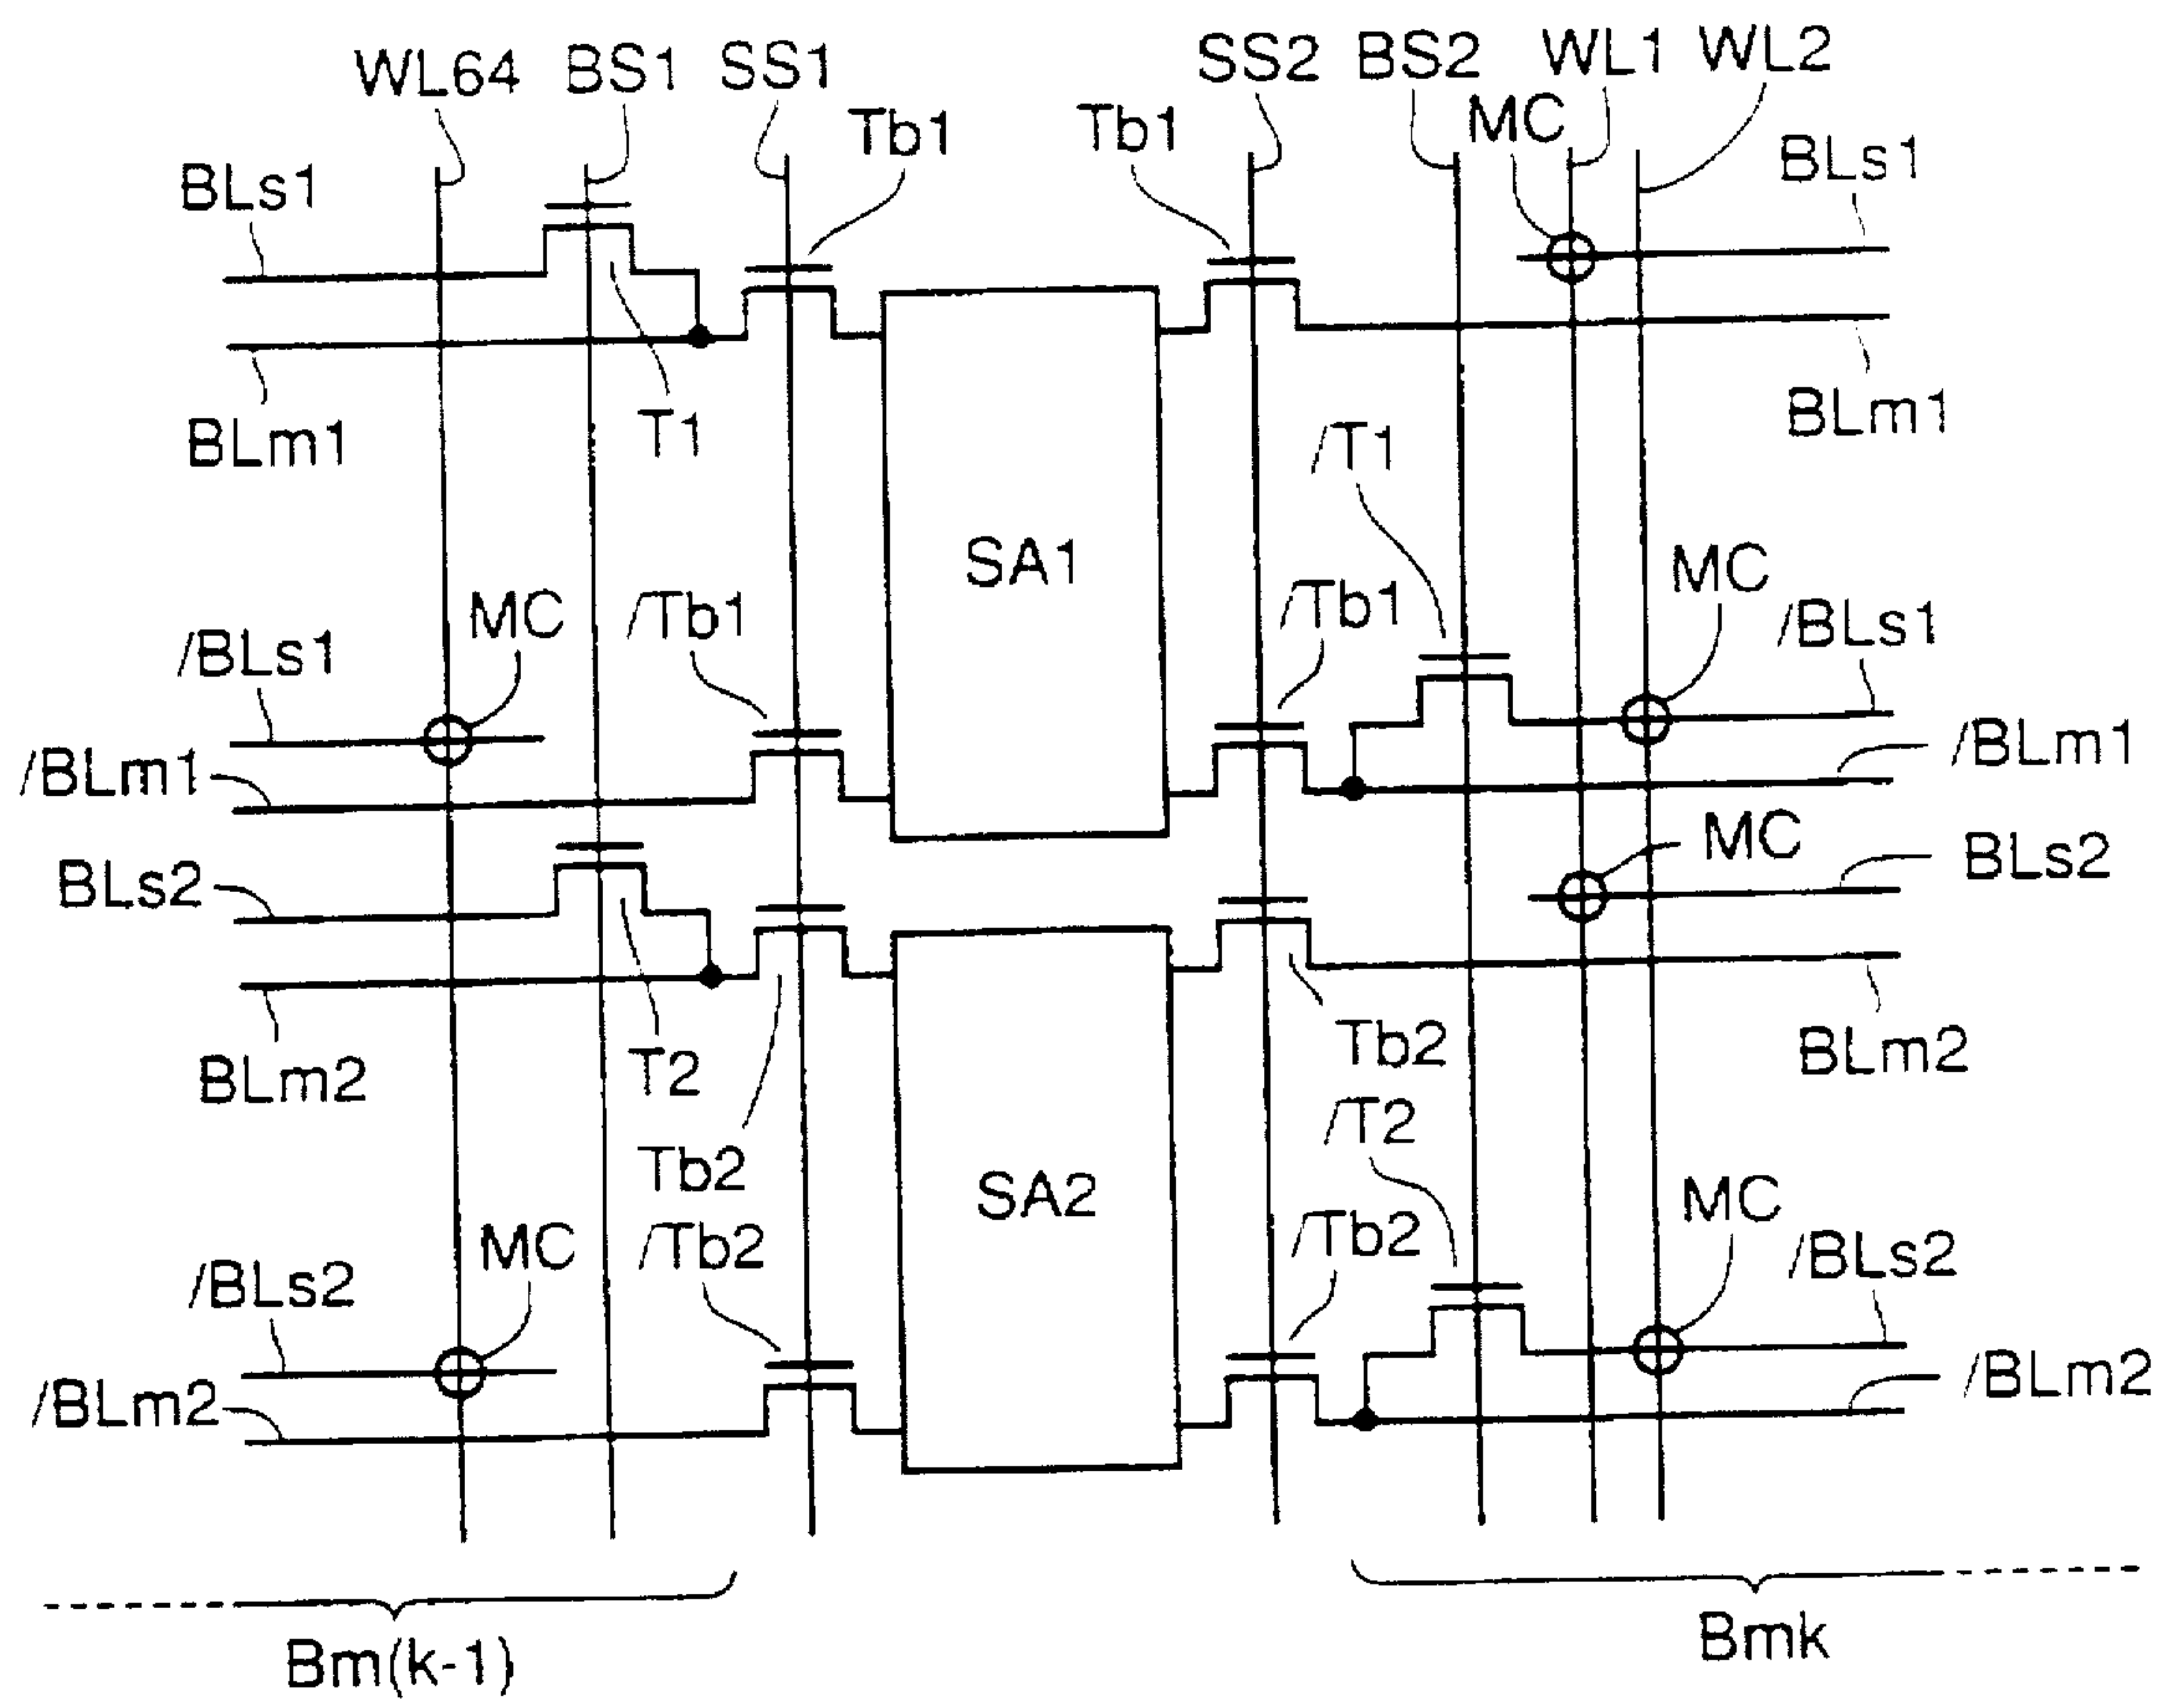 WL64 BS1 SS1 SS2 BS2 WL1 WL2
Tb1 Tb1 MC
BLs1 BLs1
BLm1 T1 BLm1
/T1
SA1
MC
/BLs1 MC /Tb1 /Tb1 /BLs1
/BLm1 /BLm1
MC
BLs2 BLs2
BLm2 T2 Tb2 BLm2
/T2
Tb2
SA2
MC
/BLs2 MC /Tb2 /Tb2 /BLs2
/BLm2 /BLm2
Bm(k-1) Bmk